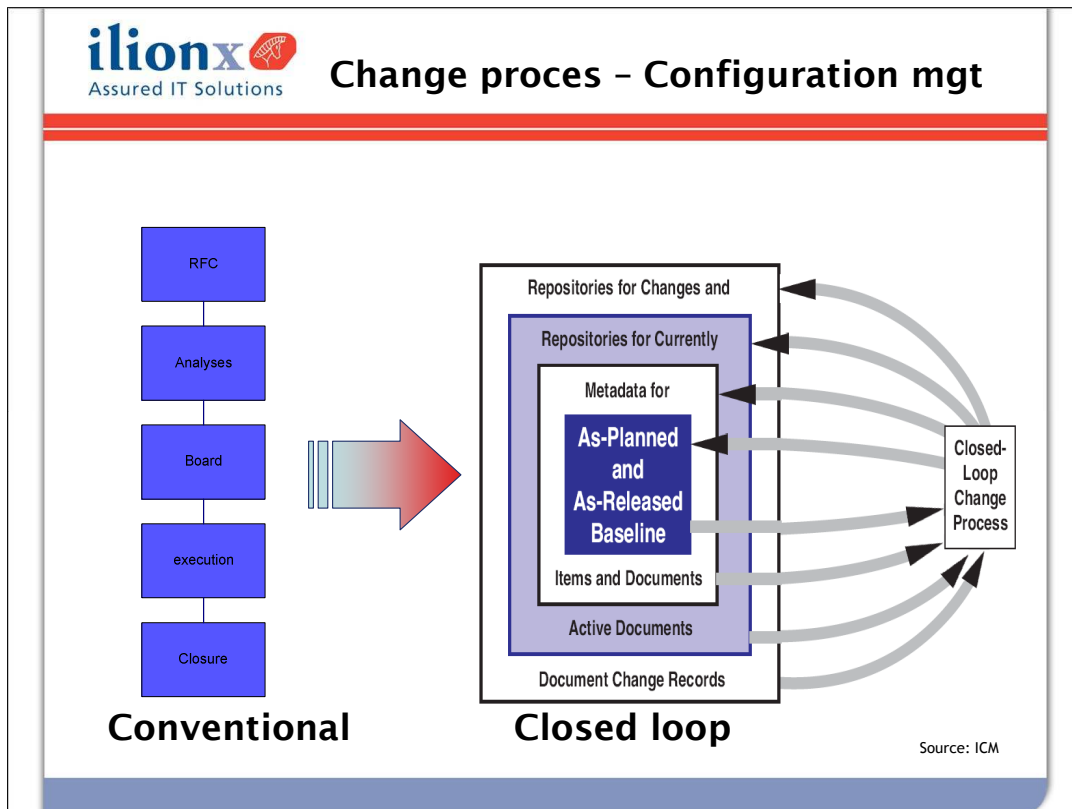 ilionx
Assured IT Solutions
Change proces – Configuration mgt
RFC
Analyses
Board
execution
Closure
Conventional
Repositories for Changes and
Repositories for Currently
Metadata for
As-Planned
and
As-Released
Baseline
Items and Documents
Active Documents
Document Change Records
Closed loop
Closed-
Loop
Change
Process
Source: ICM